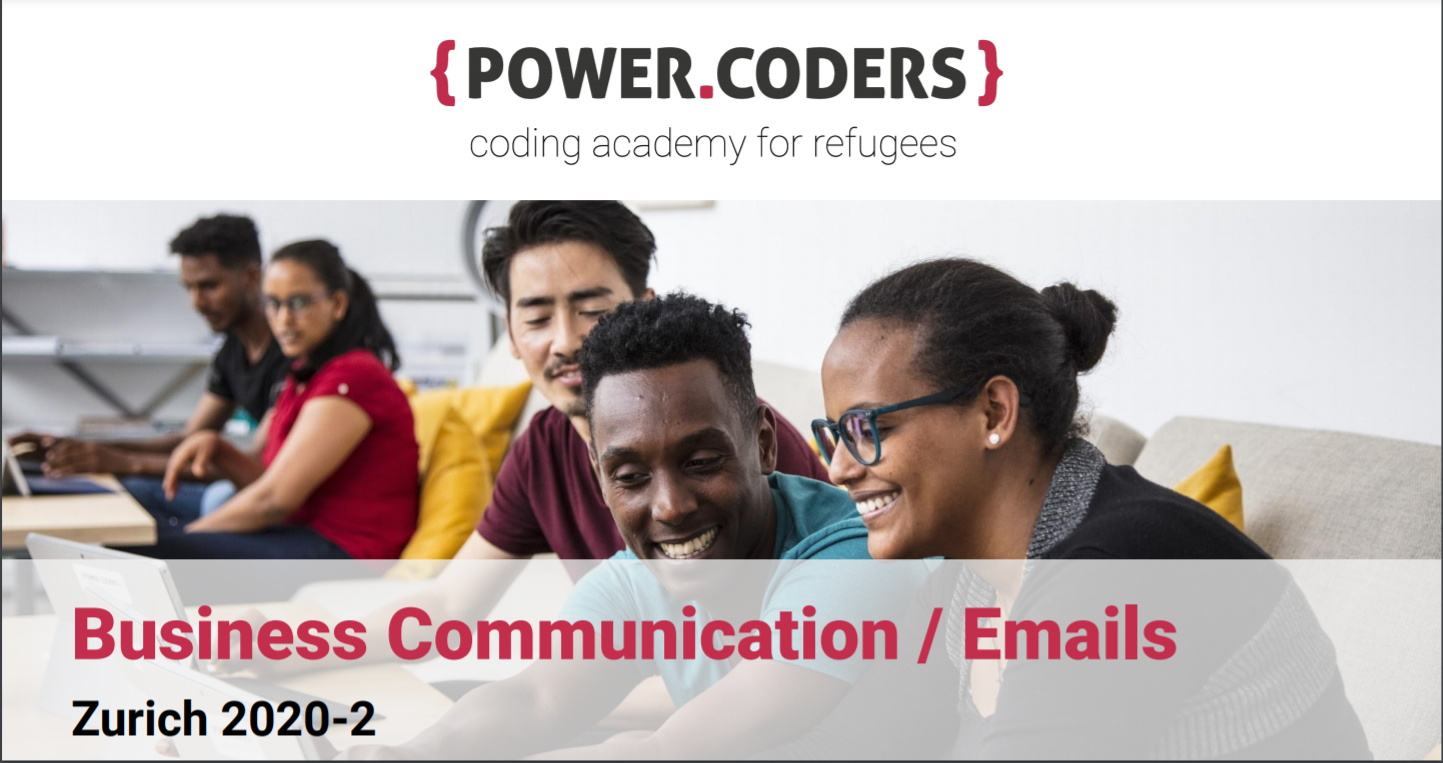 { POWER.CODERS }
coding academy for refugees
Business Communication / Emails
Zurich 2020-2